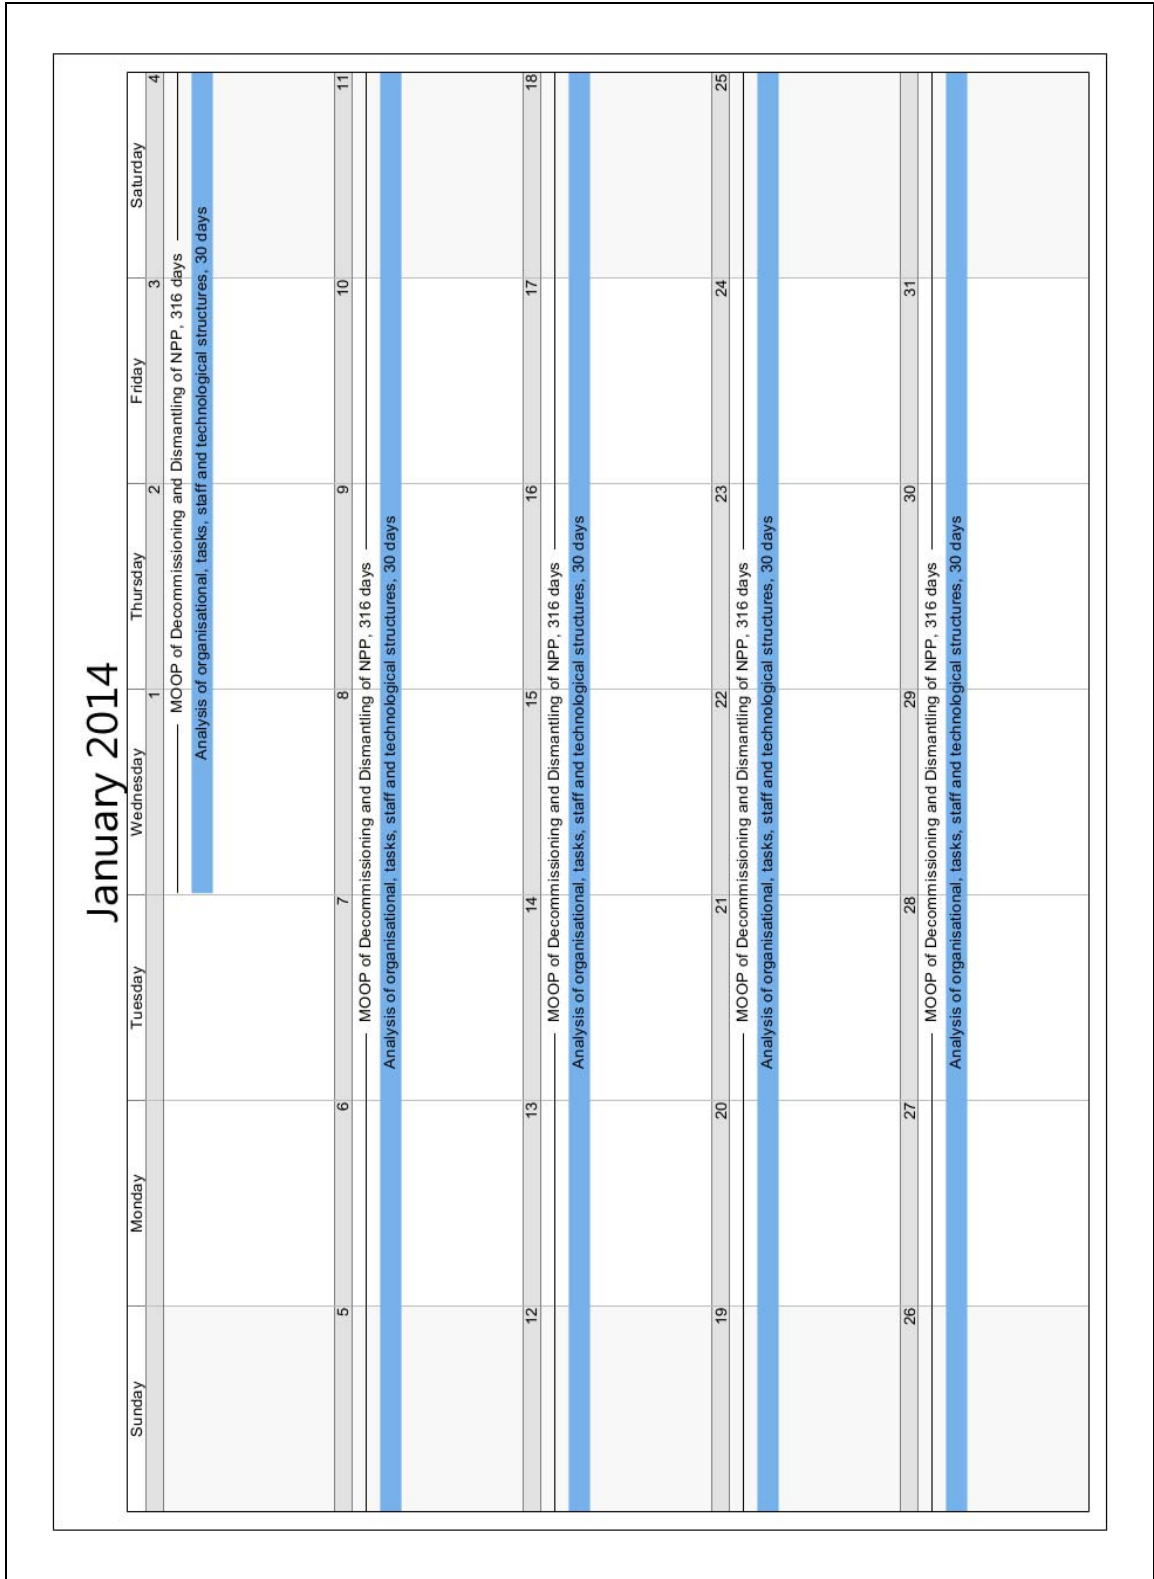 January 2014
Sunday Monday Tuesday Wednesday Thursday Friday Saturday
1 2 3 4
MOOP of Decommissioning and Dismantling of NPP, 316 days
Analysis of organisational, tasks, staff and technological structures, 30 days
5 6 7 8 9 10 11
MOOP of Decommissioning and Dismantling of NPP, 316 days
Analysis of organisational, tasks, staff and technological structures, 30 days
12 13 14 15 16 17 18
MOOP of Decommissioning and Dismantling of NPP, 316 days
Analysis of organisational, tasks, staff and technological structures, 30 days
19 20 21 22 23 24 25
MOOP of Decommissioning and Dismantling of NPP, 316 days
Analysis of organisational, tasks, staff and technological structures, 30 days
26 27 28 29 30 31
MOOP of Decommissioning and Dismantling of NPP, 316 days
Analysis of organisational, tasks, staff and technological structures, 30 days